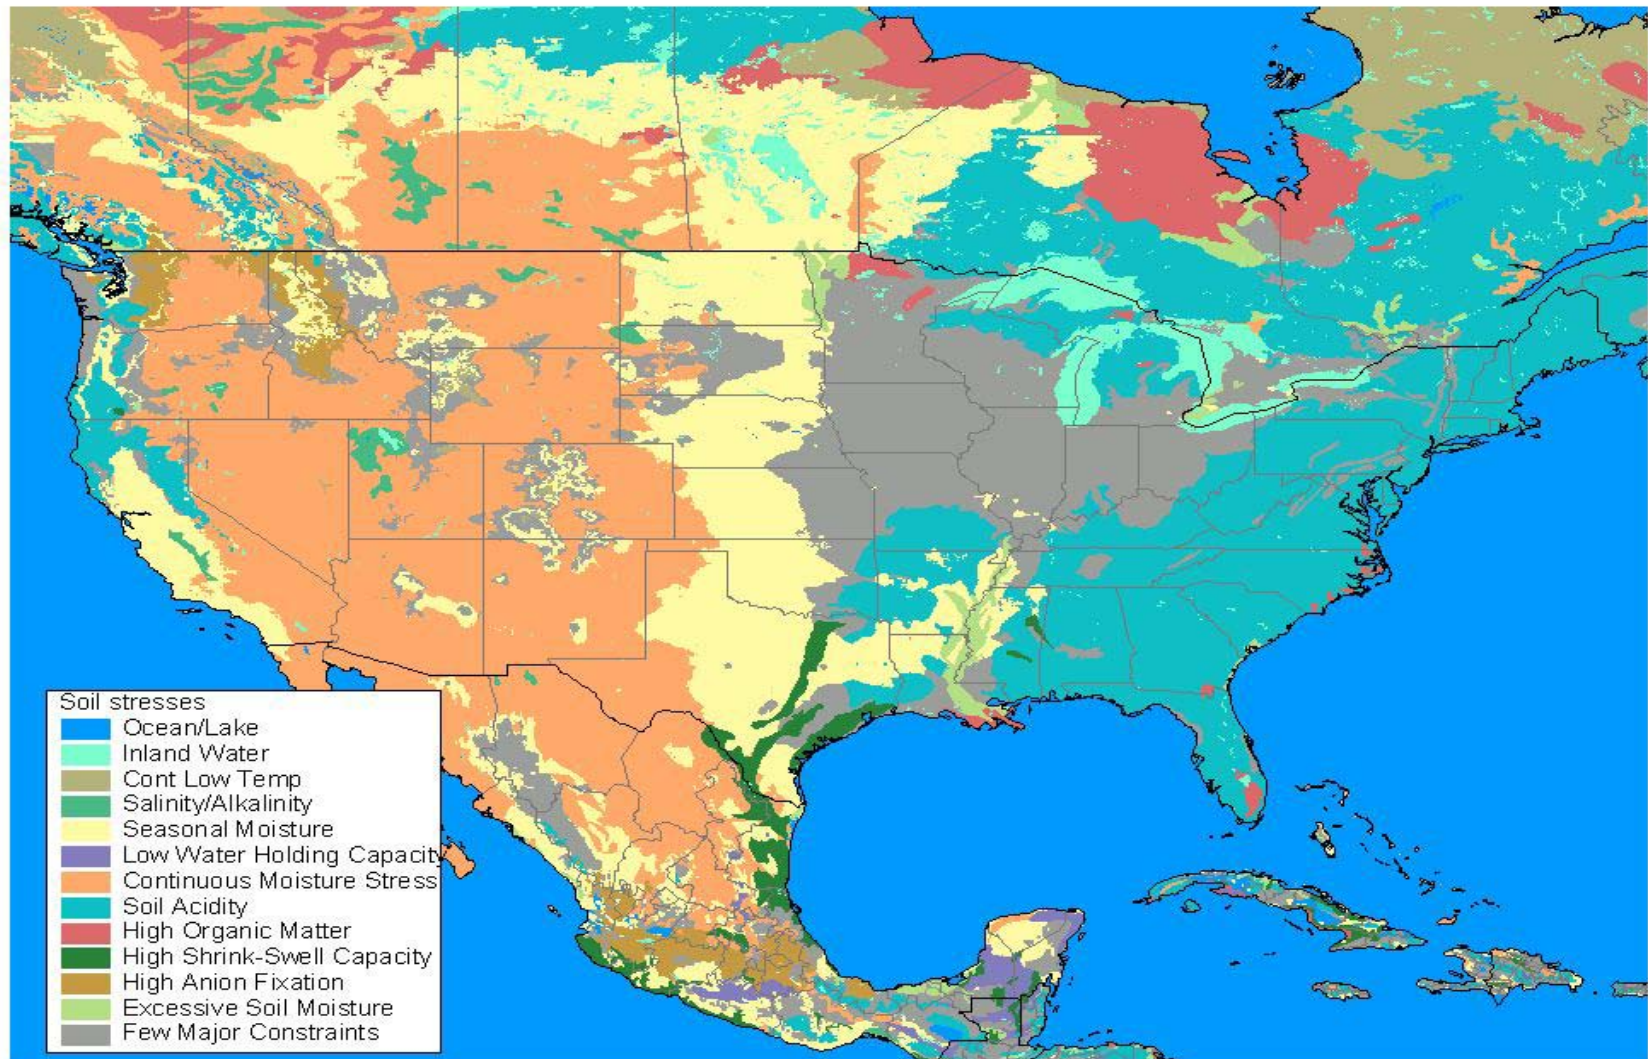 Soil stresses
Ocean/Lake
Inland Water
Cont Low Temp
Salinity/Alkalinity
Seasonal Moisture
Low Water Holding Capacity
Continuous Moisture Stress
Soil Acidity
High Organic Matter
High Shrink-Swell Capacity
High Anion Fixation
Excessive Soil Moisture
Few Major Constraints